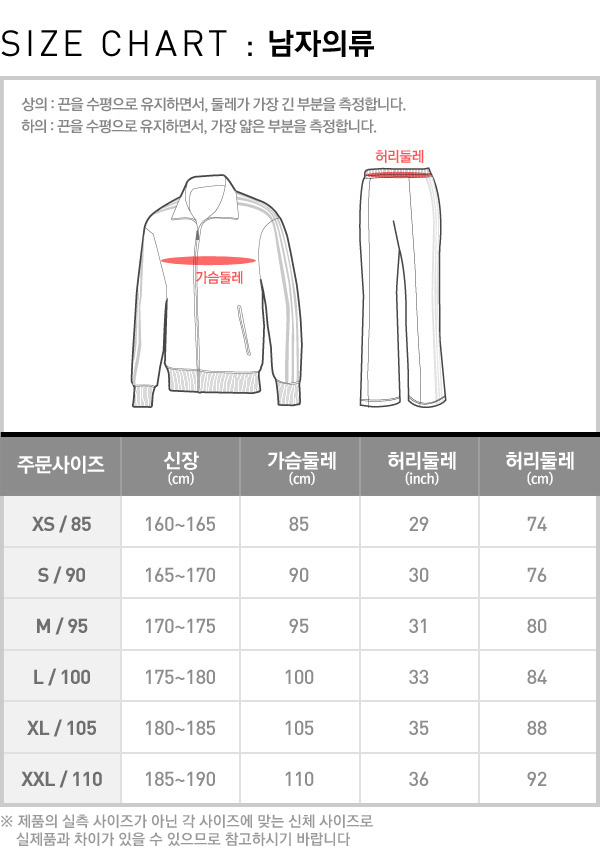 SIZE CHART : 남자의류
상의 : 끈을 수평으로 유지하면서, 둘레가 가장 긴 부분을 측정합니다.
하의 : 끈을 수평으로 유지하면서, 가장 얇은 부분을 측정합니다.
허리둘레
가슴둘레
주문사이즈 신장 (cm) 가슴둘레 (cm) 허리둘레 (inch) 허리둘레 (cm)
XS / 85 160~165 85 29 74
S / 90 165~170 90 30 76
M / 95 170~175 95 31 80
L / 100 175~180 100 33 84
XL / 105 180~185 105 35 88
XXL / 110 185~190 110 36 92
※ 제품의 실측 사이즈가 아닌 각 사이즈에 맞는 신체 사이즈로
실제품과 차이가 있을 수 있으므로 참고하시기 바랍니다